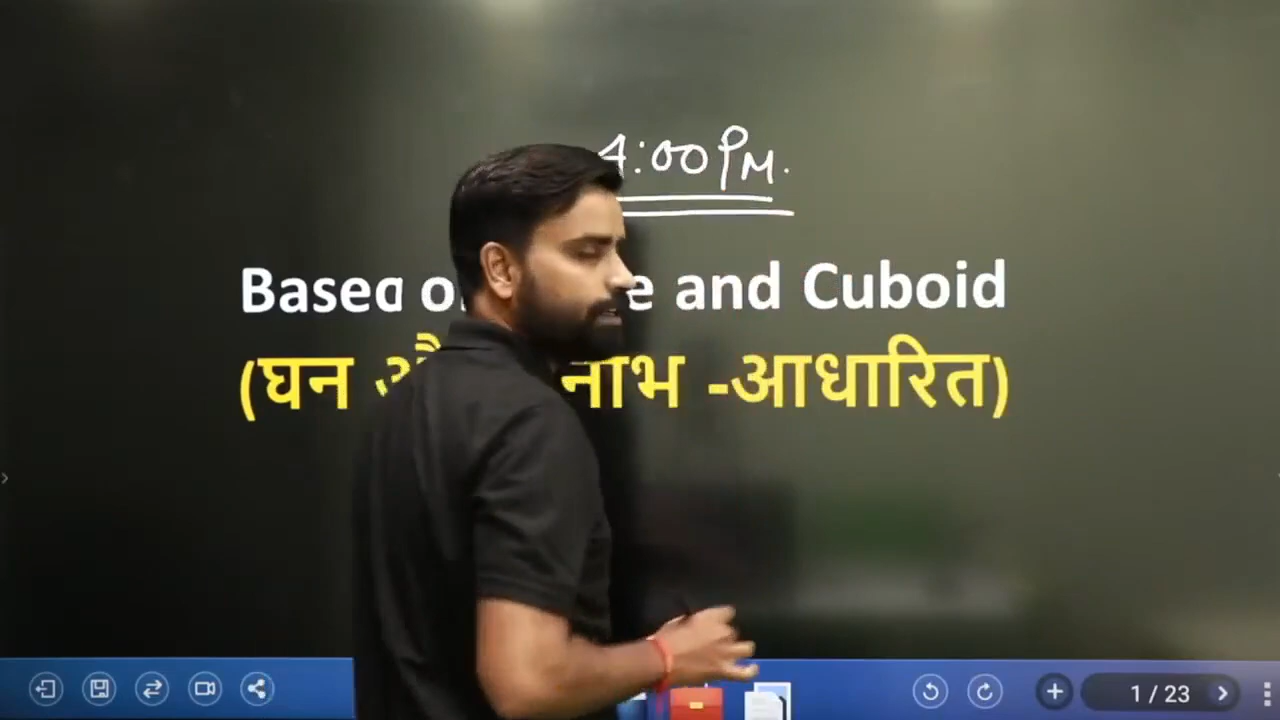 4:00 PM.
Based and Cuboid
(घन नाभ -आधारित)
1 / 23